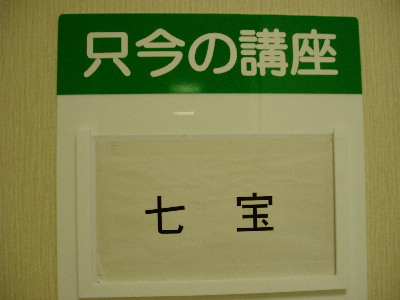 只今の講座
七 宝